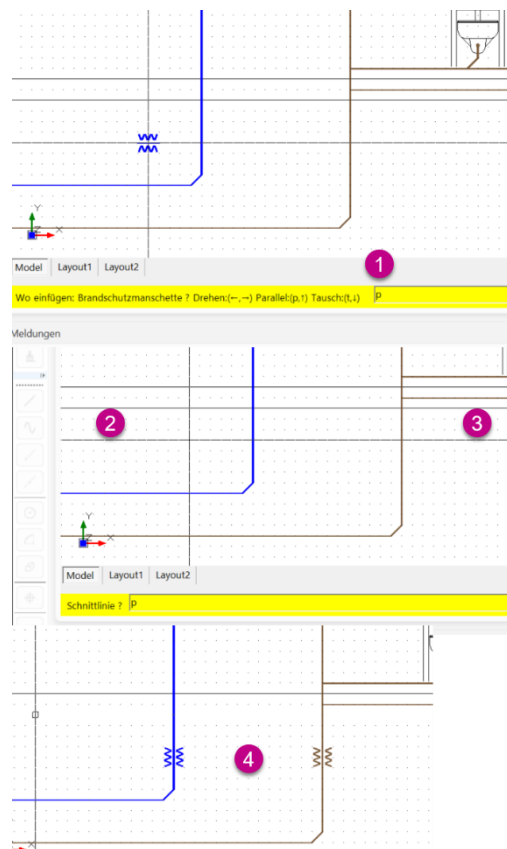 Y
Z
X
1
Model Layout1 Layout2
Wo einfügen: Brandschutzmanschette ? Drehen:(←,→) Parallel:(p,↑) Tausch:(t,↓) p
Meldungen
2
3
Y
Z
X
Model Layout1 Layout2
Schnittlinie ? p
4
X